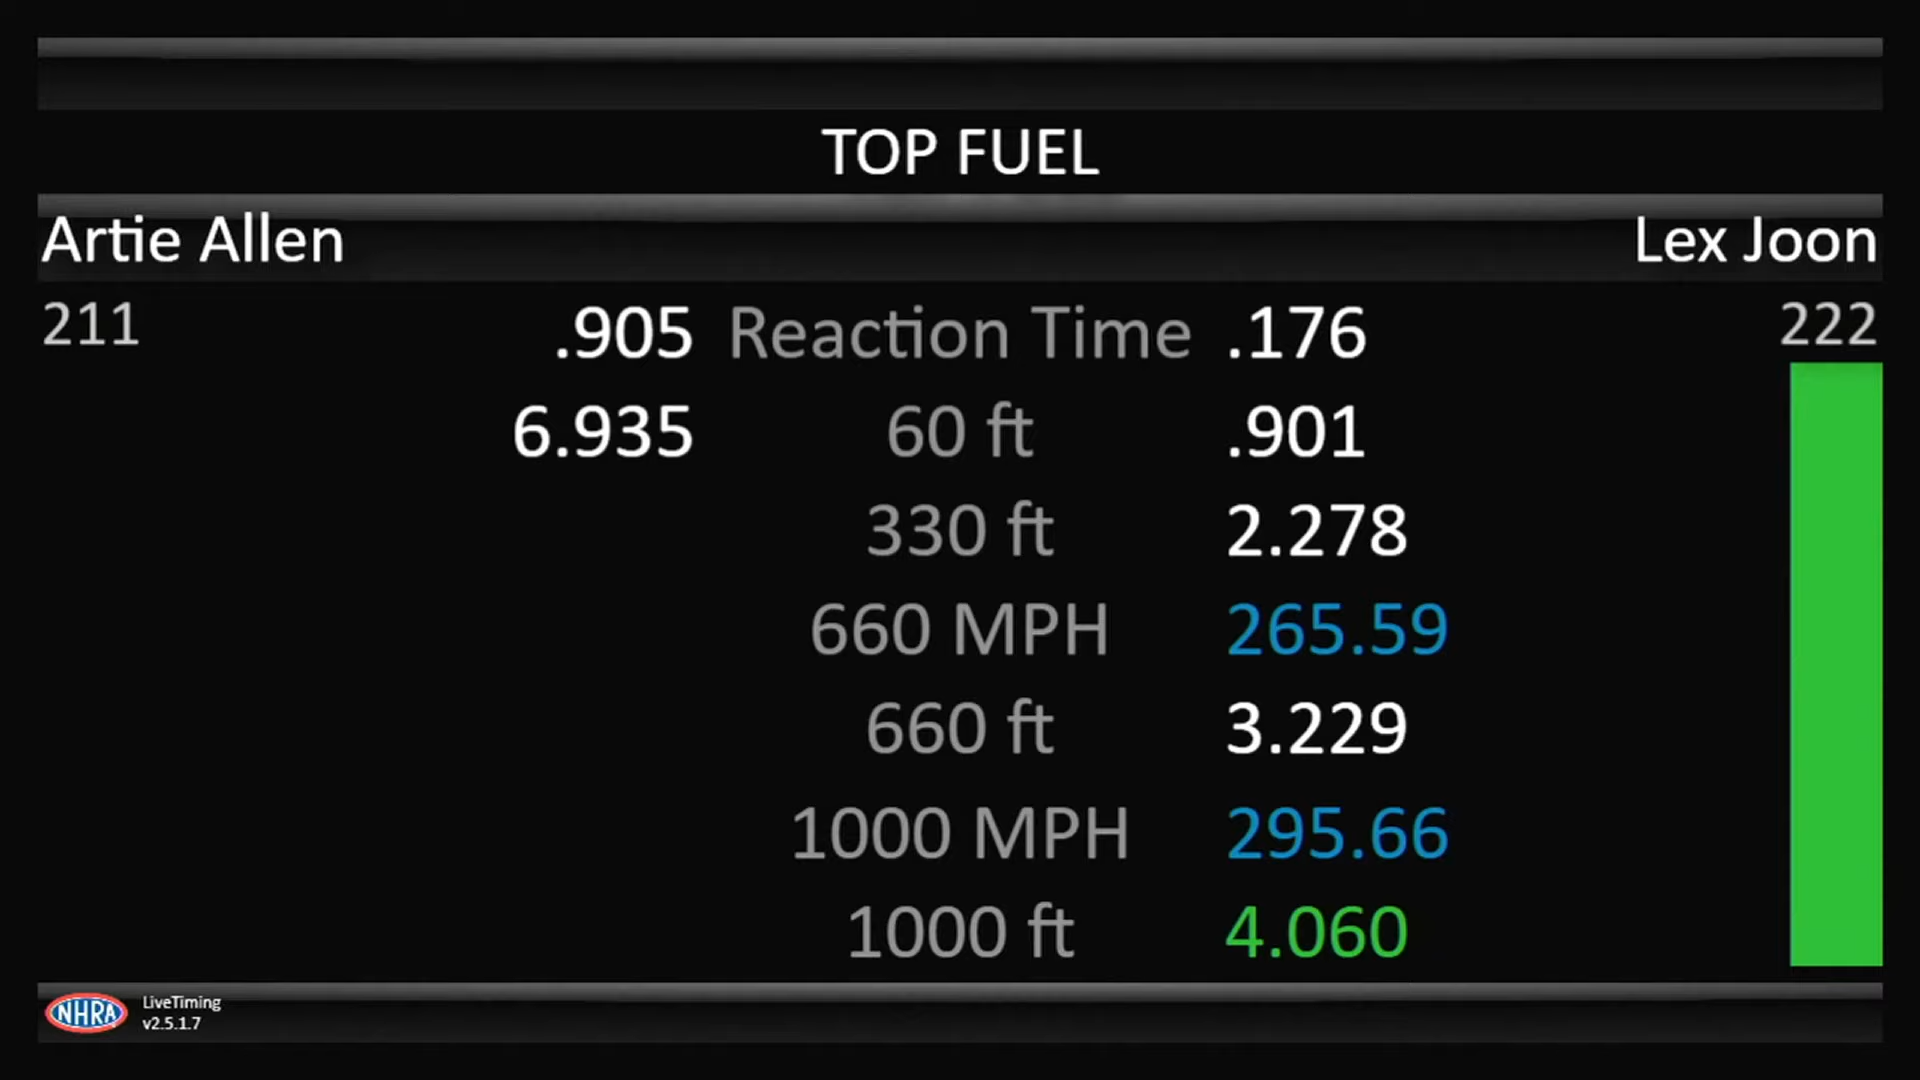 TOP FUEL
Artie Allen Lex Joon
211 222
.905 Reaction Time .176
6.935 60 ft .901
330 ft 2.278
660 MPH 265.59
660 ft 3.229
1000 MPH 295.66
1000 ft 4.060
NHRA LiveTiming
v2.5.1.7